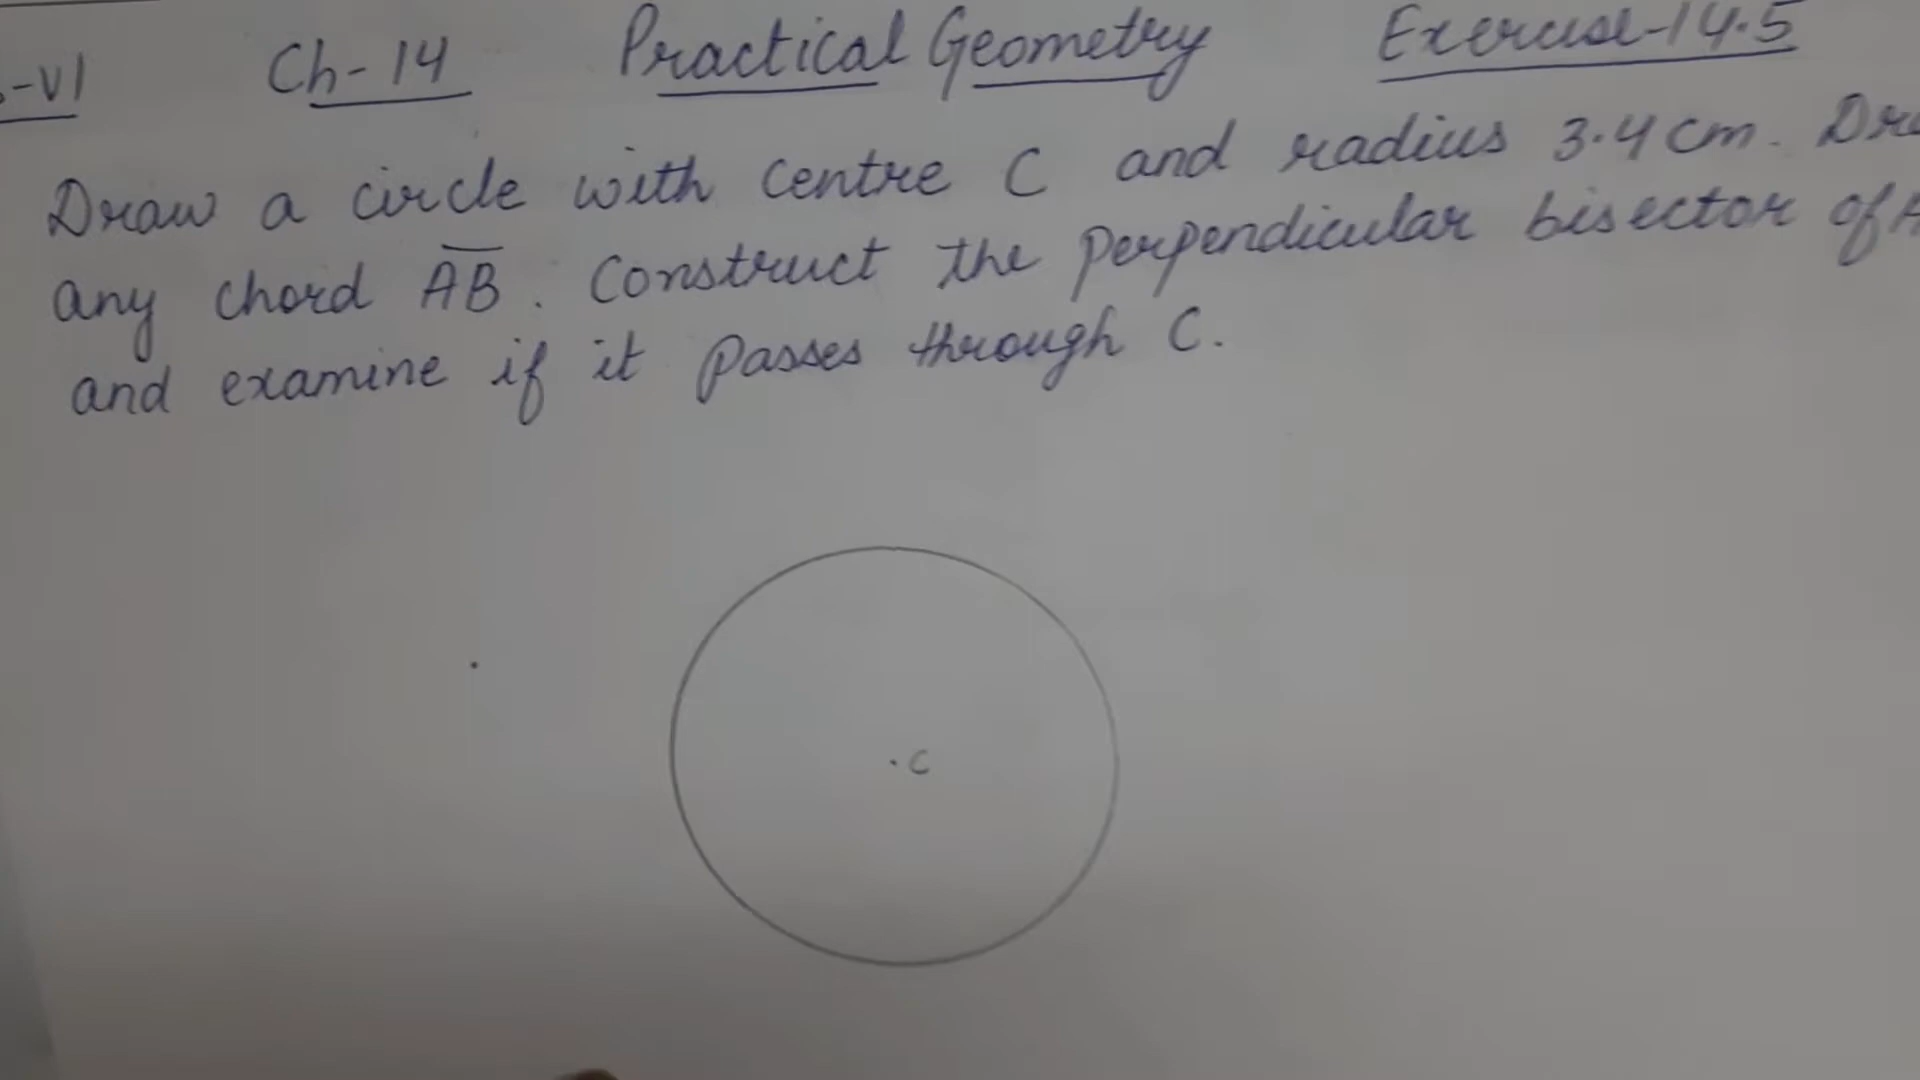 -VI Ch-14 Practical Geometry Exercise-14.5
Draw a circle with centre C and radius 3.4 cm.
any chord AB. Construct the perpendicular bisector of
and examine if it passes through C.
.C